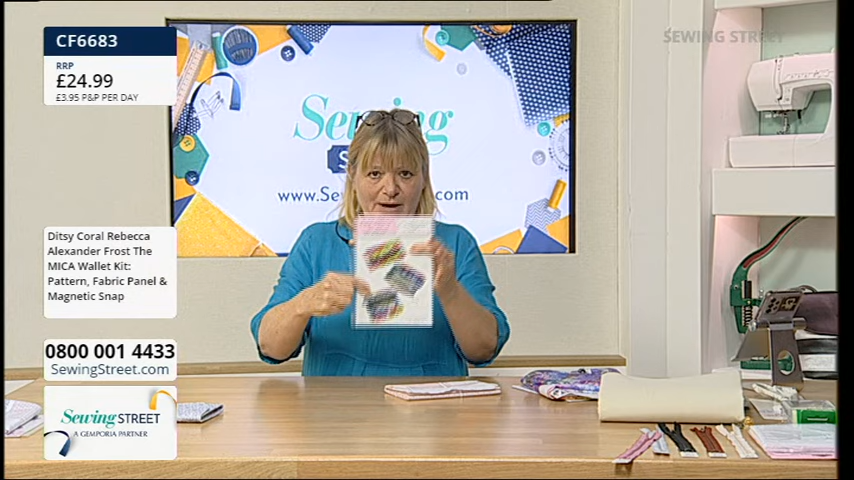 CF6683
SEWING STREET
RRP
£24.99
£3.95 P&P PER DAY
Sewing
S
www.Se
.com
Ditsy Coral Rebecca
Alexander Frost The
MICA Wallet Kit:
Pattern, Fabric Panel &
Magnetic Snap
0800 001 4433
SewingStreet.com
Sewing STREET
A GEMPORIA PARTNER